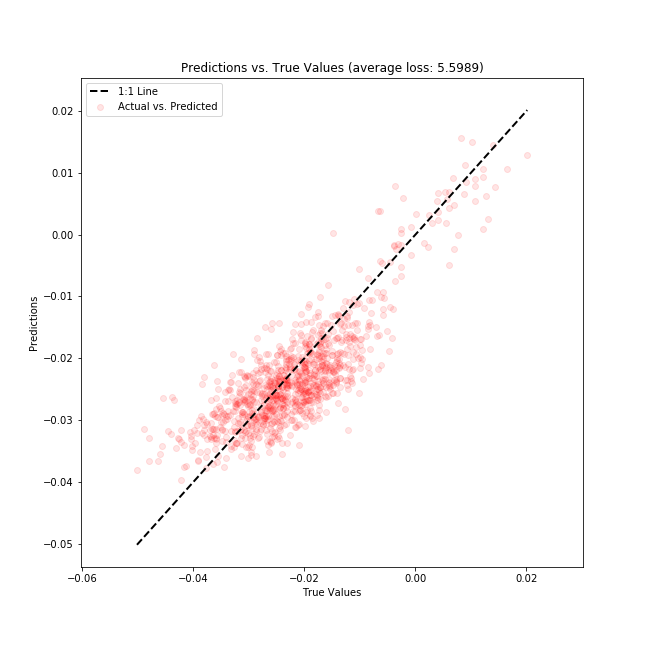 Predictions vs. True Values (average loss: 5.5989)
1:1 Line
Actual vs. Predicted
0.02
0.01
0.00
−0.01
−0.02
−0.03
−0.04
−0.05
Predictions
−0.06
−0.04
−0.02
0.00
0.02
True Values